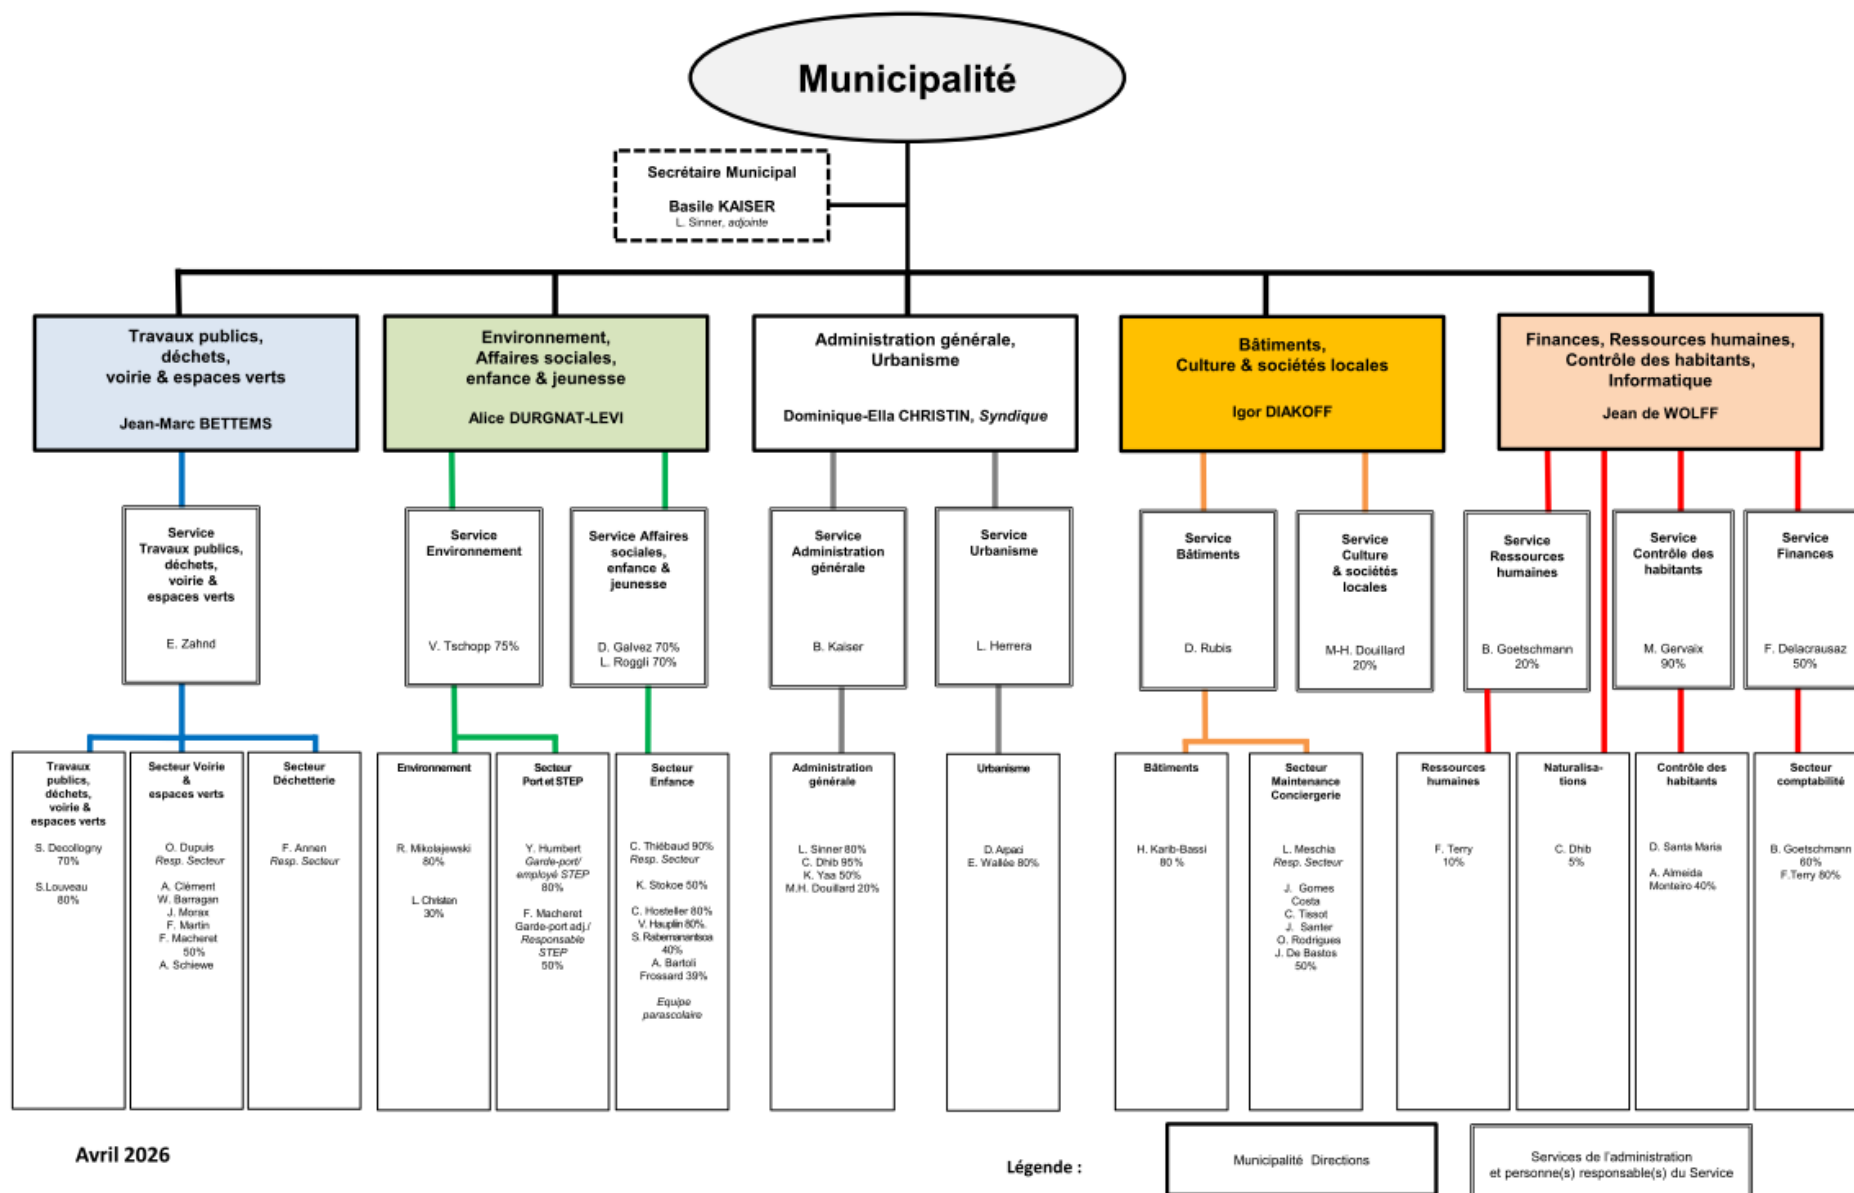 Municipalité
Secrétaire Municipal
Basile KAISER
L. Sinner, adjointe
Travaux publics,
déchets,
voirie & espaces verts
Jean-Marc BETTEMS
Environnement,
Affaires sociales,
enfance & jeunesse
Alice DURGNAT-LEVI
Administration générale,
Urbanisme
Dominique-Ella CHRISTIN, Syndique
Bâtiments,
Culture & sociétés locales
Igor DIAKOFF
Finances, Ressources humaines,
Contrôle des habitants,
Informatique
Jean de WOLFF
Service
Travaux publics,
déchets,
voirie &
espaces verts
E. Zahnd
Service
Environnement
V. Tschopp 75%
Service Affaires
sociales,
enfance &
jeunesse
D. Galvez 70%
L. Roggli 70%
Service
Administration
générale
B. Kaiser
Service
Urbanisme
L. Herrera
Service
Bâtiments
D. Rubis
Service
Culture
& sociétés
locales
M-H. Douillard
20%
Service
Ressources
humaines
B. Goetschmann
20%
Service
Contrôle des
habitants
M. Gervaix
90%
Service
Finances
F. Delacrausaz
50%
Travaux
publics,
déchets,
voirie &
espaces verts
S. Decollogny
70%
S.Louveau
80%
Secteur Voirie
&
espaces verts
O. Dupuis
Resp. Secteur
A. Clément
W. Barragan
J. Morax
F. Martin
F. Macheret
50%
A. Schiewe
Secteur
Déchetterie
F. Annen
Resp. Secteur
Environnement
R. Mikolajewski
80%
L. Christen
30%
Secteur
Port et STEP
Y. Humbert
Garde-port/
employé STEP
80%
F. Macheret
Garde-port adj./
Responsable
STEP
50%
Secteur
Enfance
C. Thiébaud 90%
Resp. Secteur
K. Stokoe 50%
C. Hosteller 80%
V. Hauplin 80%
S. Rabemanantsoa
40%
A. Bartoli
Frossard 39%
Equipe
parascolaire
Administration
générale
L. Sinner 80%
C. Dhib 95%
K. Yaa 50%
M.H. Douillard 20%
Urbanisme
D. Arpaci
E. Wallée 80%
Bâtiments
H. Karib-Bassi
80 %
Secteur
Maintenance
Conciergerie
L. Meschia
Resp. Secteur
J. Gomes
Costa
C. Tissot
J. Santer
O. Rodrigues
J. De Bastos
50%
Ressources
humaines
F. Terry
10%
Naturalisa-
tions
C. Dhib
5%
Contrôle des
habitants
D. Santa Maria
A. Almeida
Monteiro 40%
Secteur
comptabilité
B. Goetschmann
60%
F.Terry 80%
Avril 2026
Légende :
Municipalité Directions
Services de l'administration
et personne(s) responsable(s) du Service